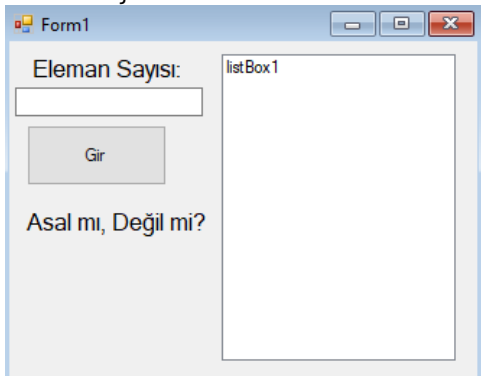 Form1
Eleman Sayısı:
listBox1
Gir
Asal mı, Değil mi?